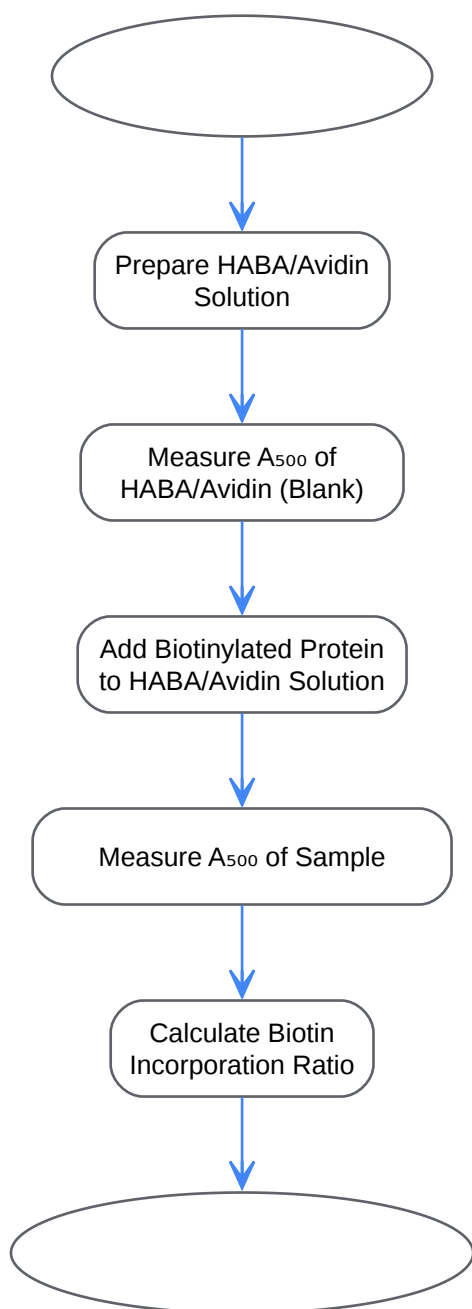 Prepare HABA/Avidin
Solution
Measure A₅₀₀ of
HABA/Avidin (Blank)
Add Biotinylated Protein
to HABA/Avidin Solution
Measure A₅₀₀ of Sample
Calculate Biotin
Incorporation Ratio